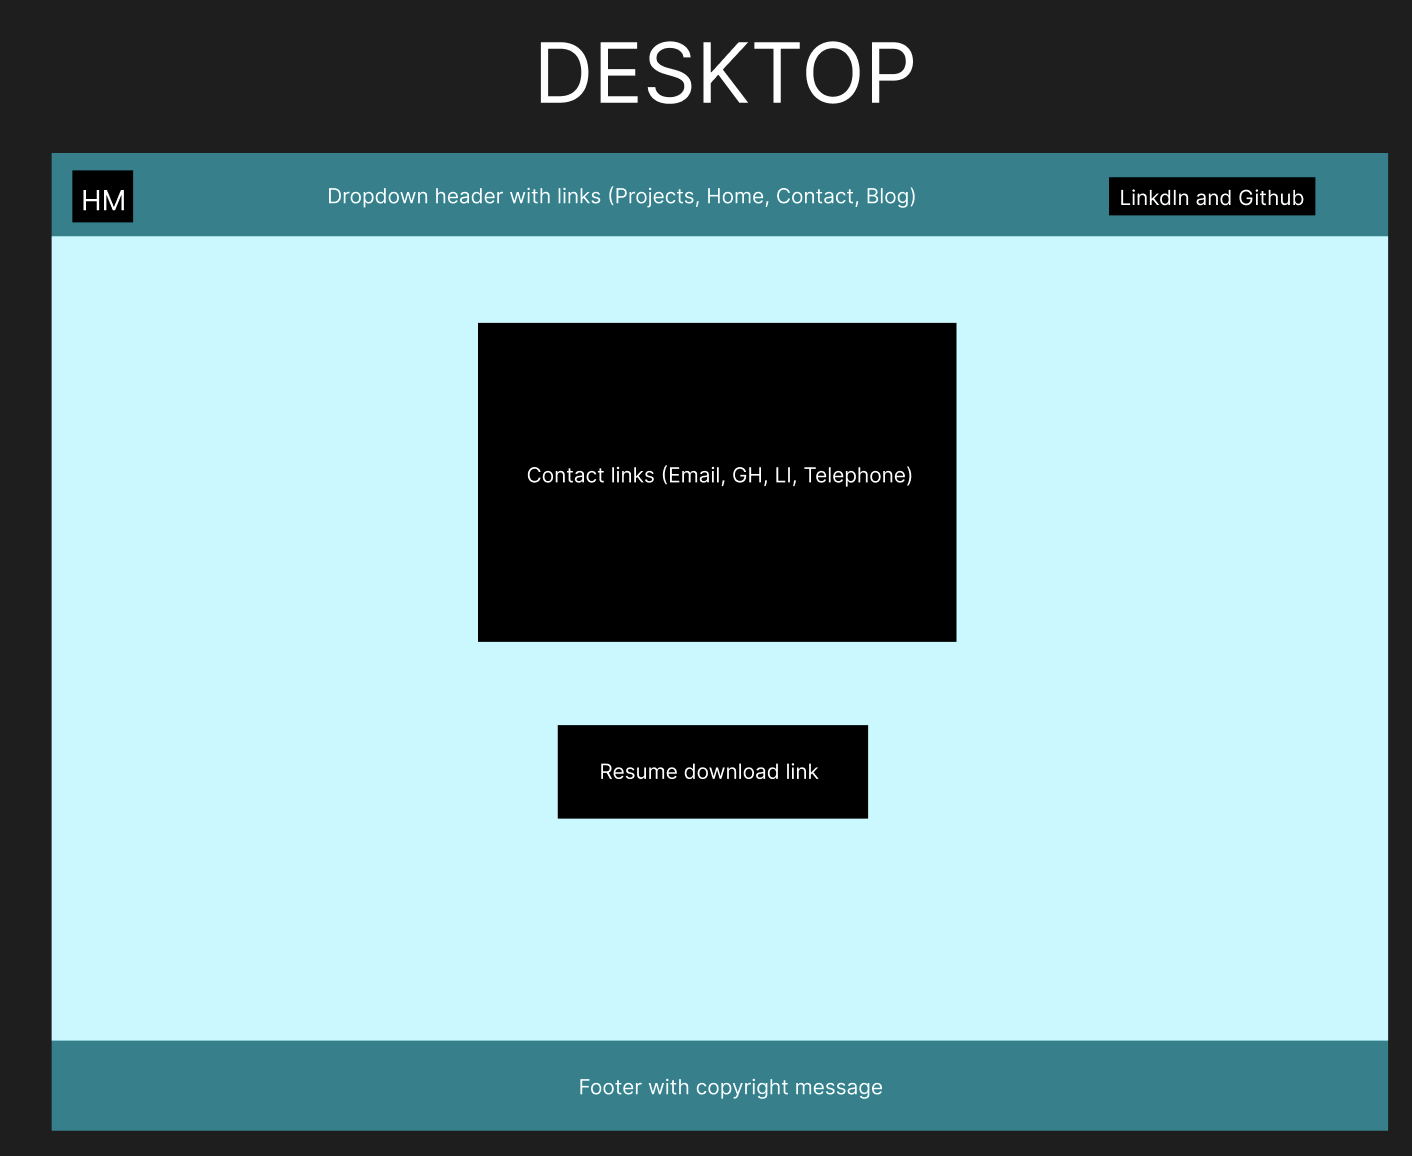 DESKTOP
HM
Dropdown header with links (Projects, Home, Contact, Blog)
LinkdIn and Github
Contact links (Email, GH, LI, Telephone)
Resume download link
Footer with copyright message